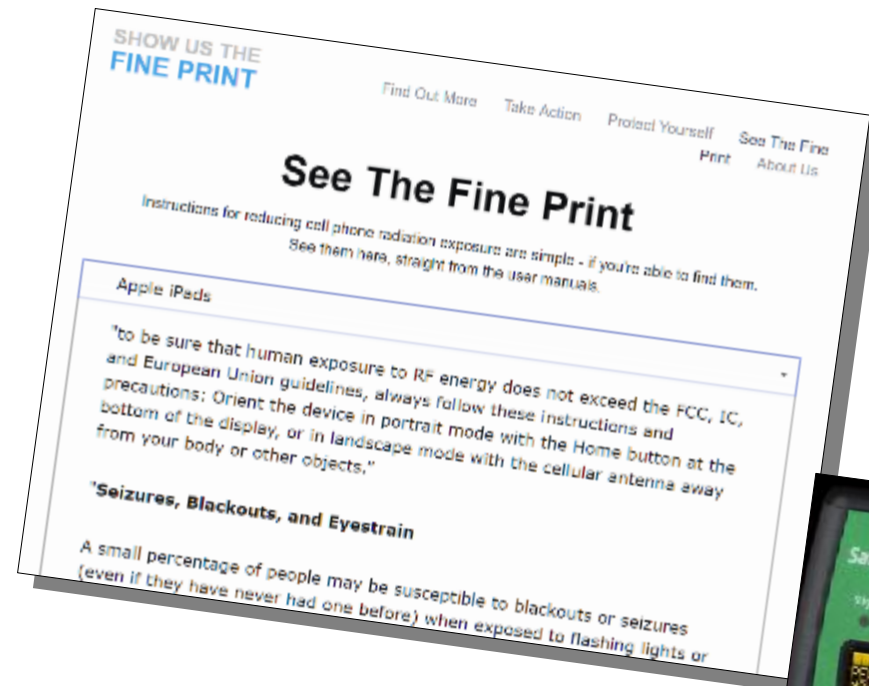 SHOW US THE
FINE PRINT
Find Out More Take Action Protect Yourself See The Fine
Print About Us
See The Fine Print
Instructions for reducing cell phone radiation exposure are simple - if you're able to find them.
See them here, straight from the user manuals.
Apple iPads
"to be sure that human exposure to RF energy does not exceed the FCC, IC,
and European Union guidelines, always follow these instructions and
precautions: Orient the device in portrait mode with the Home button at the
bottom of the display, or in landscape mode with the cellular antenna away
from your body or other objects."
"Seizures, Blackouts, and Eyestrain
A small percentage of people may be susceptible to blackouts or seizures
(even if they have never had one before) when exposed to flashing lights or